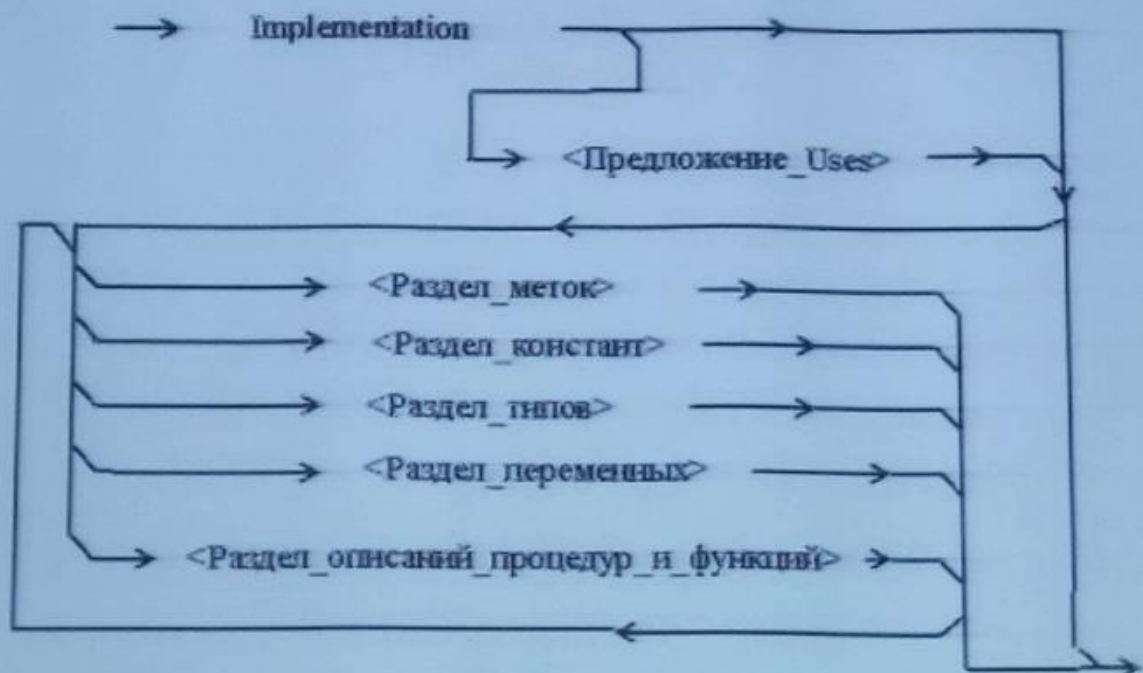 Implementation
<Предложение_Uses>
<Раздел_меток>
<Раздел_констант>
<Раздел_типов>
<Раздел_переменных>
<Раздел_описаний_процедур_и_функций>